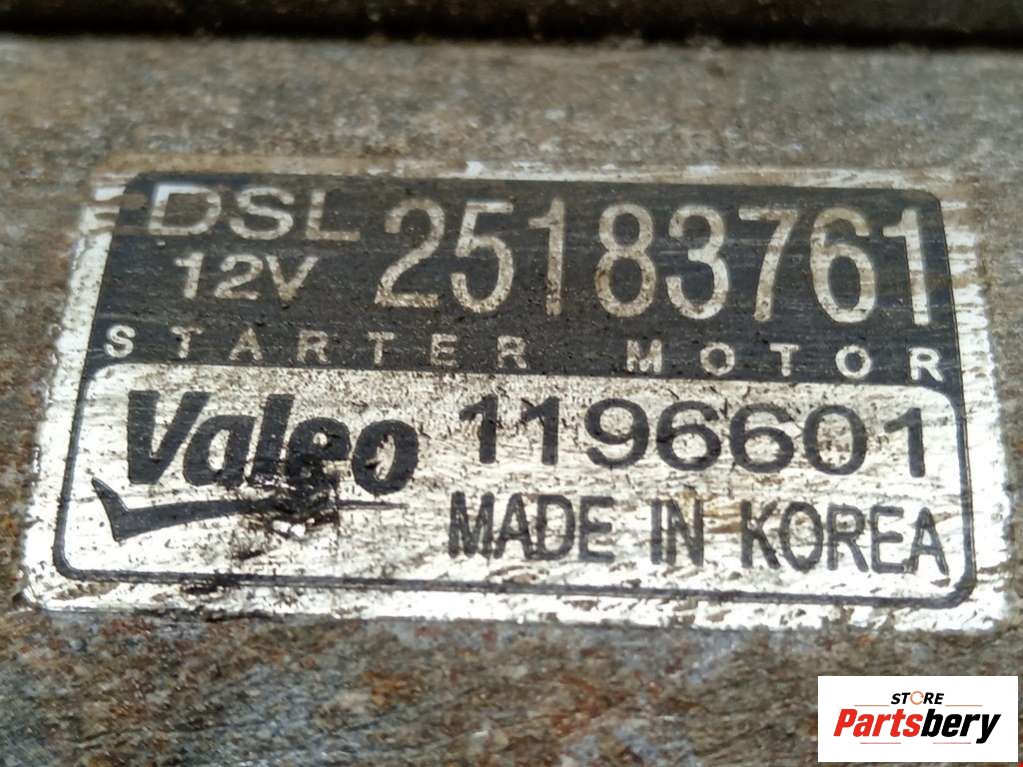 DSL 25183761
12V
STARTER MOTOR
Valeo 1196601
MADE IN KOREA
STORE
Partsbery